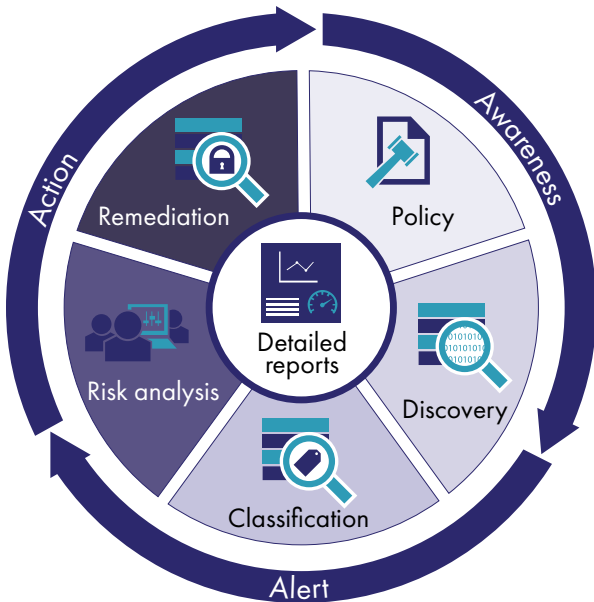 Action
Awareness
Remediation
Policy
Detailed
reports
Risk analysis
Discovery
Classification
Alert